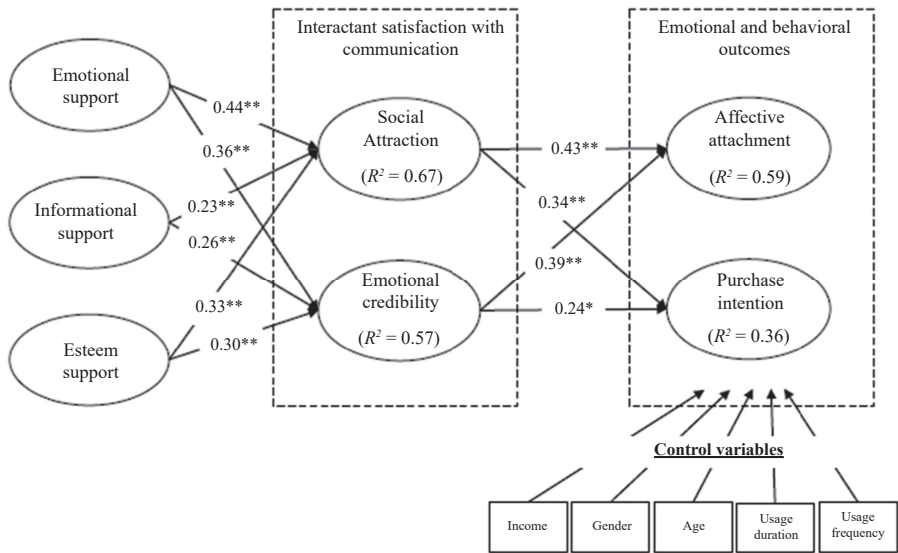 Interactant satisfaction with
communication
Emotional and behavioral
outcomes
Emotional
support
Informational
support
Esteem
support
0.44**
0.36**
0.23**
0.26**
0.33**
0.30**
Social
Attraction
(R² = 0.67)
Emotional
credibility
(R² = 0.57)
0.43**
0.34**
0.39**
0.24*
Affective
attachment
(R² = 0.59)
Purchase
intention
(R² = 0.36)
Control variables
Income
Gender
Age
Usage
duration
Usage
frequency